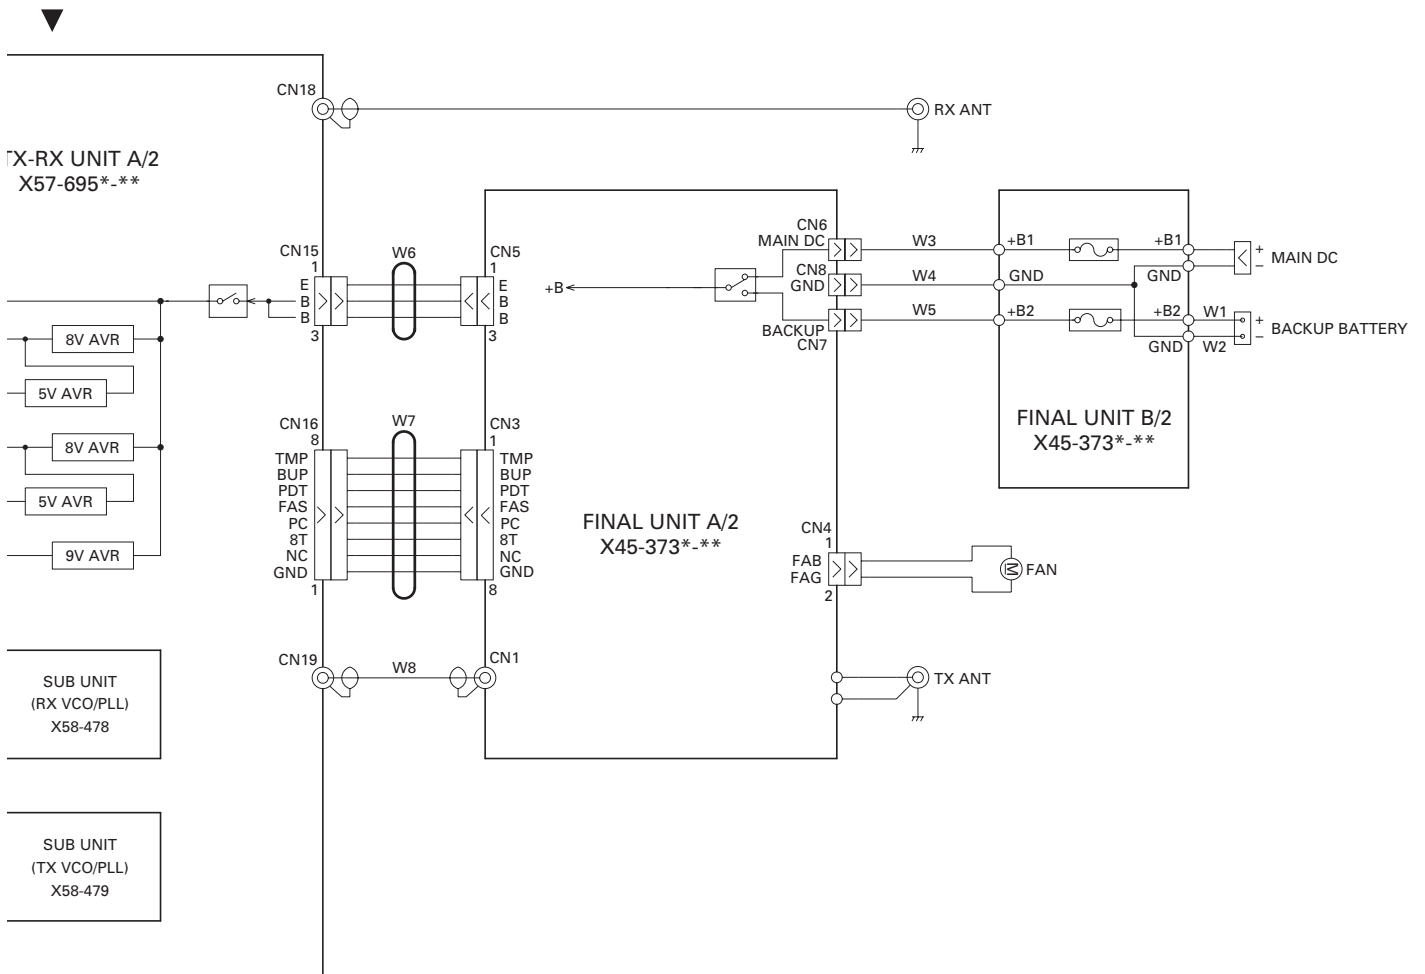 CN18
RX ANT
TX-RX UNIT A/2
X57-695*-**
CN15
1
E
B
B
3
W6
CN5
1
E
B
B
3
8V AVR
5V AVR
8V AVR
5V AVR
9V AVR
CN16
8
TMP
BUP
PDT
FAS
PC
8T
NC
GND
1
W7
CN3
1
TMP
BUP
PDT
FAS
PC
8T
NC
GND
8
CN19
W8
CN1
+B
FINAL UNIT A/2
X45-373*-**
CN6
MAIN DC
CN8
GND
BACKUP
CN7
W3
W4
W5
+B1
+B1
GND
GND
+B2
+B2
GND
W1
W2
+
–
MAIN DC
+
–
BACKUP BATTERY
FINAL UNIT B/2
X45-373*-**
CN4
1
FAB
FAG
2
M
FAN
TX ANT
SUB UNIT
(RX VCO/PLL)
X58-478
SUB UNIT
(TX VCO/PLL)
X58-479